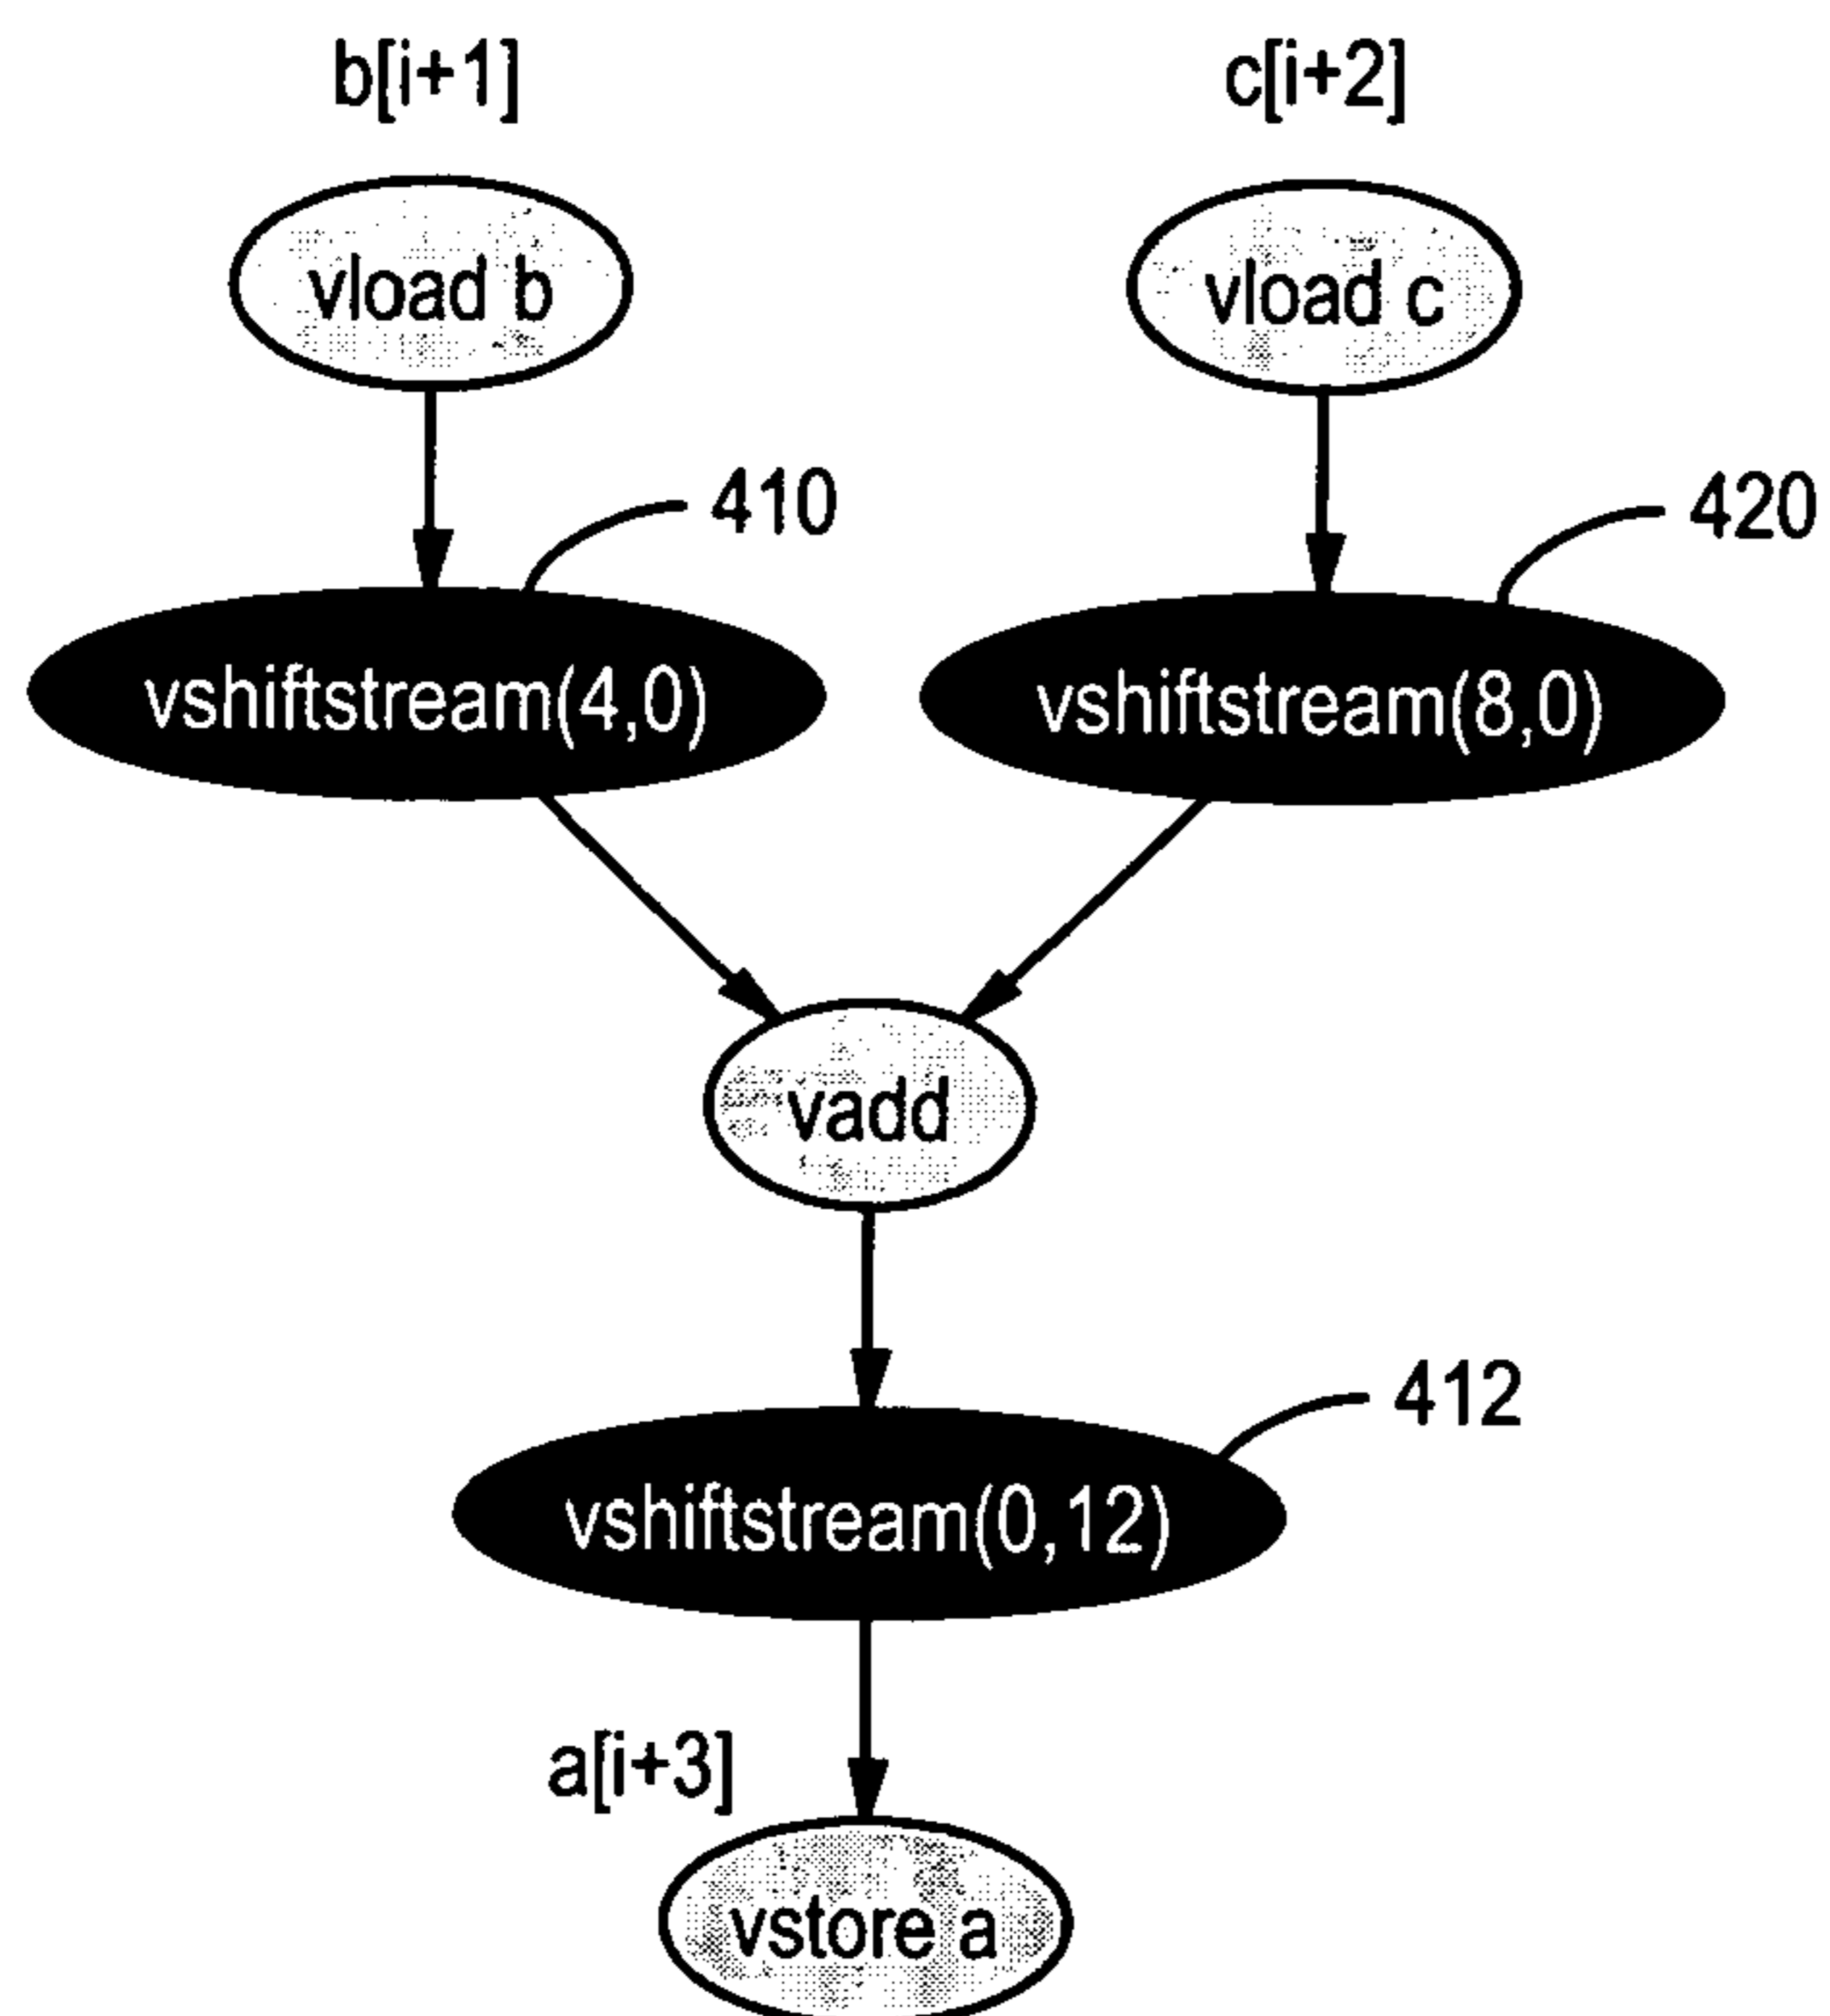 b[i+1]
c[i+2]
vload b
vload c
410
420
vshiftstream(4,0)
vshiftstream(8,0)
vadd
412
vshiftstream(0,12)
a[i+3]
vstore a